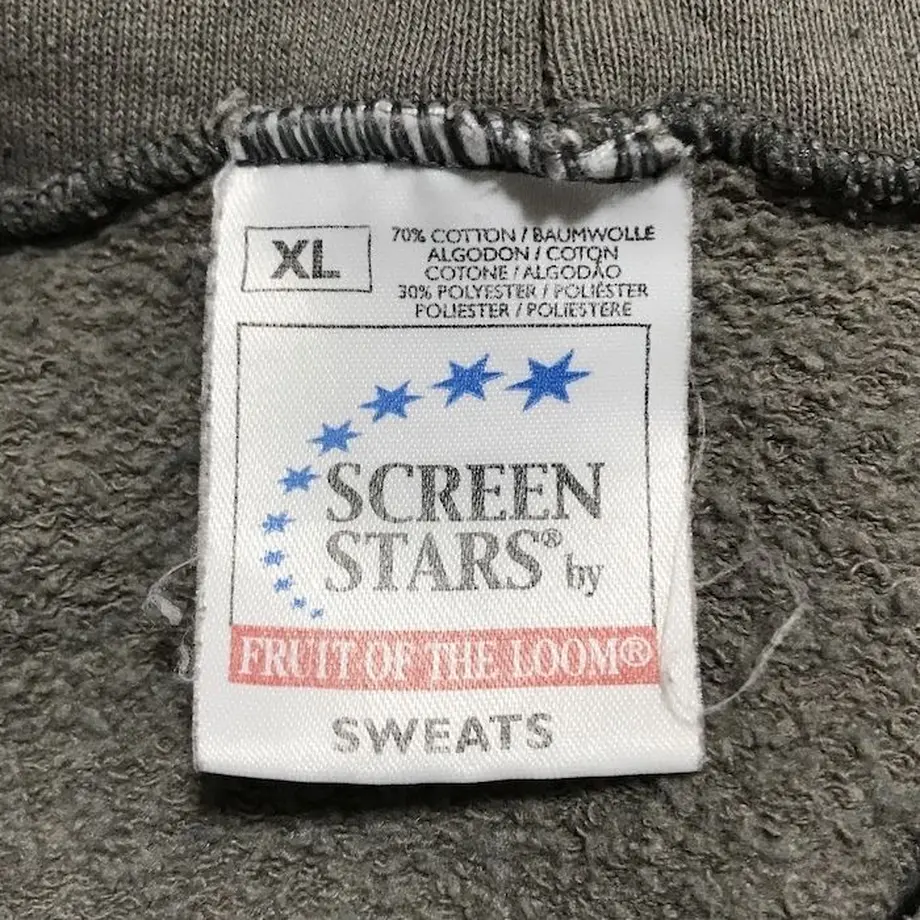 XL
70% COTTON / BAUMWOLLE
ALGODON / COTON
COTONE / ALGODÃO
30% POLYESTER / POLIÉSTER
POLIESTER / POLIESTERE
SCREEN
STARS® by
FRUIT OF THE LOOM®
SWEATS